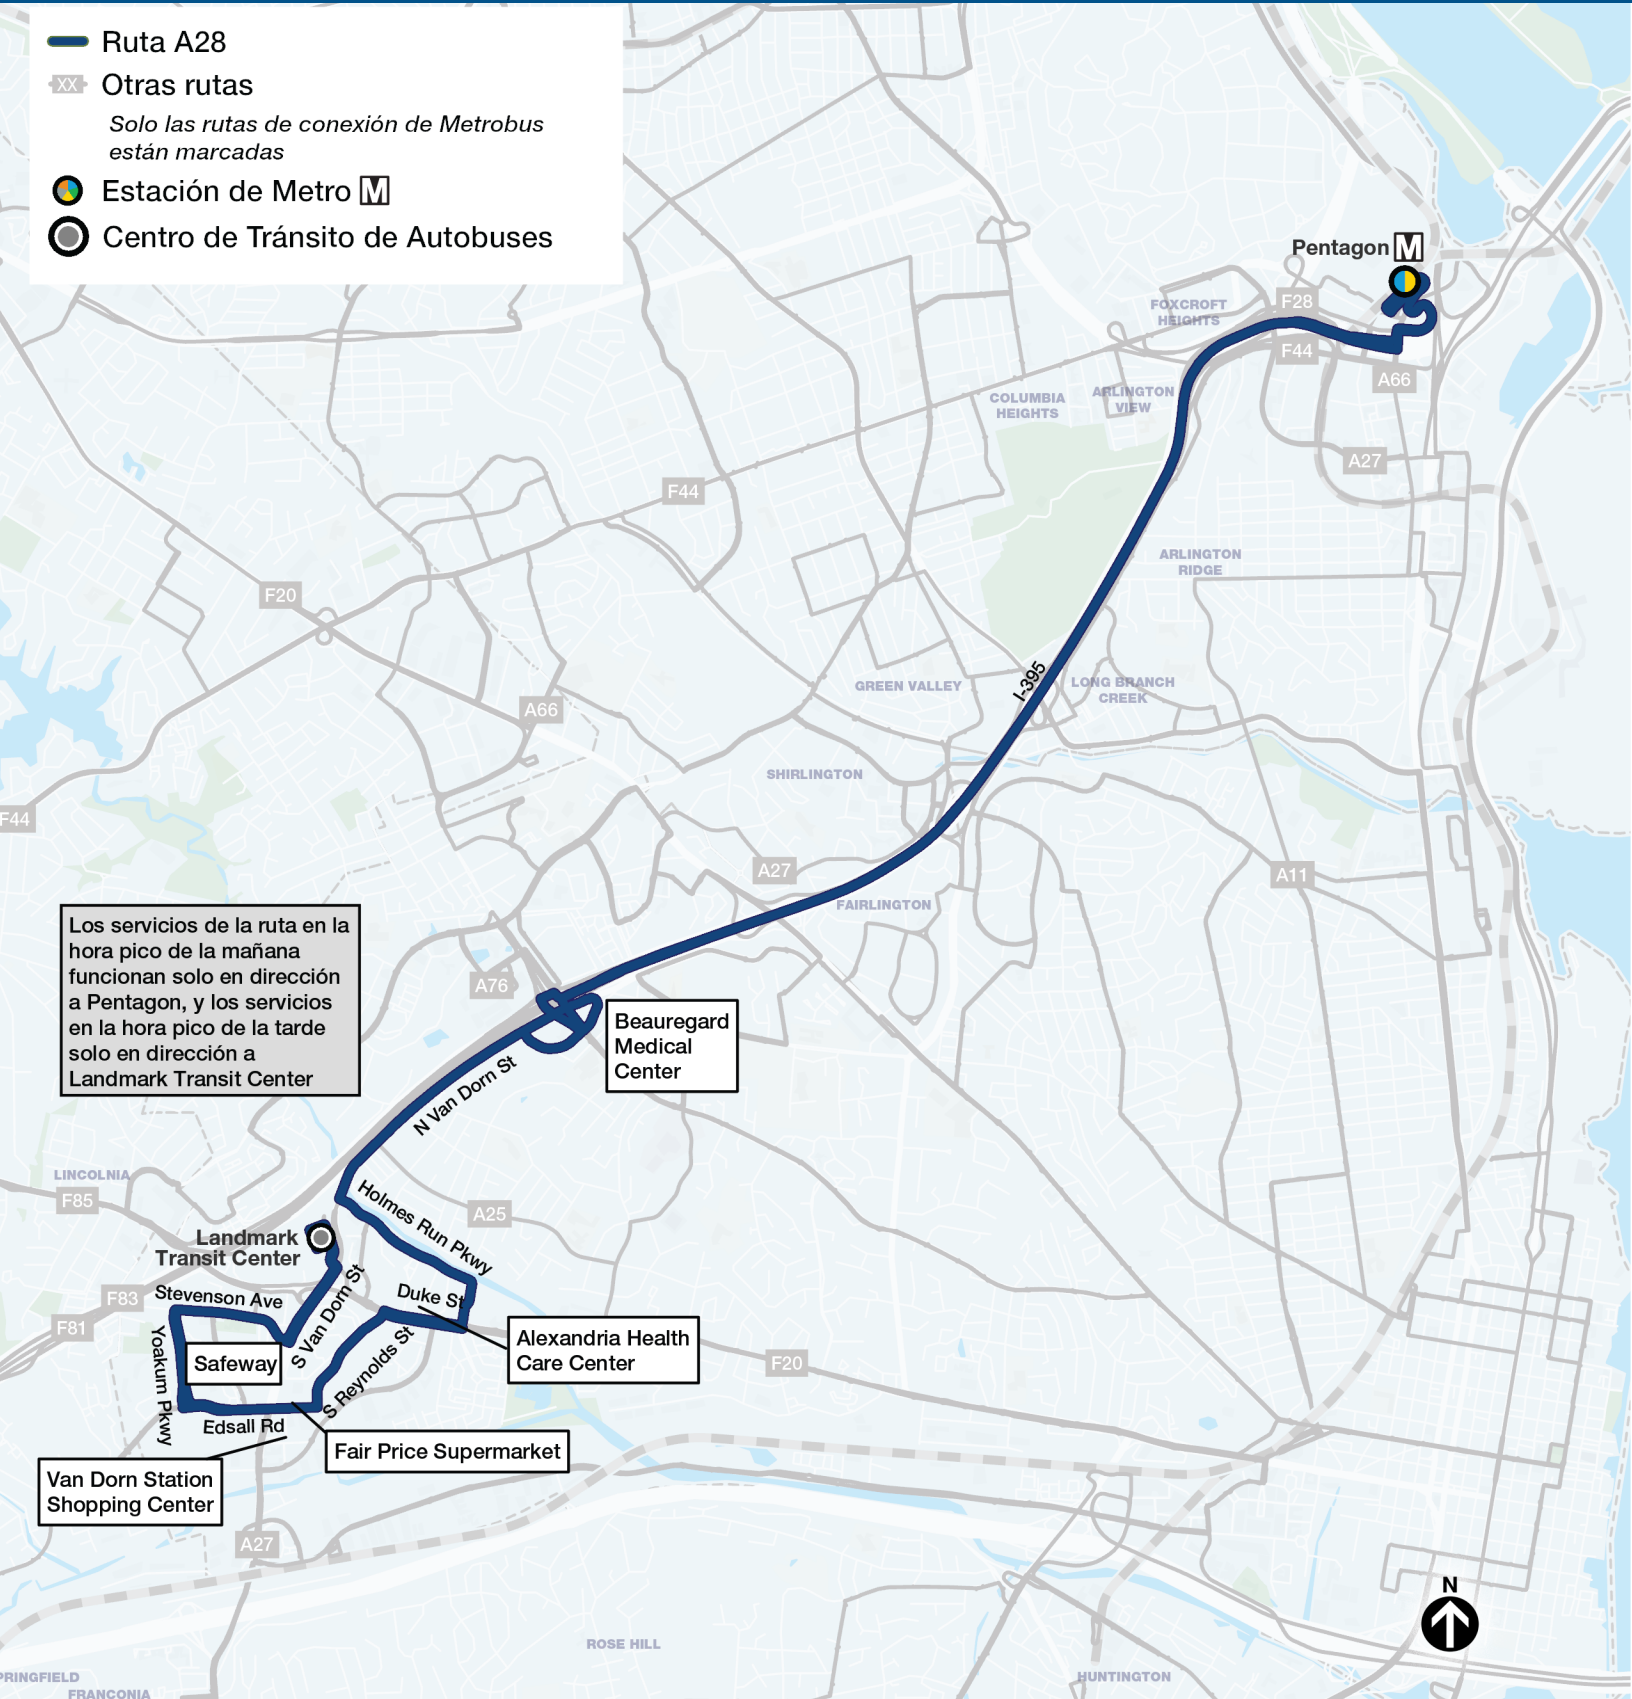 Ruta A28
XX Otras rutas
Solo las rutas de conexión de Metrobus
están marcadas
Estación de Metro M
Centro de Tránsito de Autobuses
Pentagon M
FOXCROFT
HEIGHTS
F28
F44
A66
COLUMBIA
HEIGHTS
ARLINGTON
VIEW
A27
F44
ARLINGTON
RIDGE
F20
I-395
GREEN VALLEY
LONG BRANCH
CREEK
A66
SHIRLINGTON
F44
A27
A11
FAIRLINGTON
Los servicios de la ruta en la
hora pico de la mañana
funcionan solo en dirección
a Pentagon, y los servicios
en la hora pico de la tarde
solo en dirección a
Landmark Transit Center
A76
Beauregard
Medical
Center
N Van Dorn St
LINCOLNIA
F85
Holmes Run Pkwy
A25
Landmark
Transit Center
F83
Stevenson Ave
S Van Dorn St
Duke St
F81
Yoakum Pkwy
Safeway
S Reynolds St
Alexandria Health
Care Center
F20
Edsall Rd
Fair Price Supermarket
Van Dorn Station
Shopping Center
A27
N
ROSE HILL
PRINGFIELD
FRANCONIA
HUNTINGTON